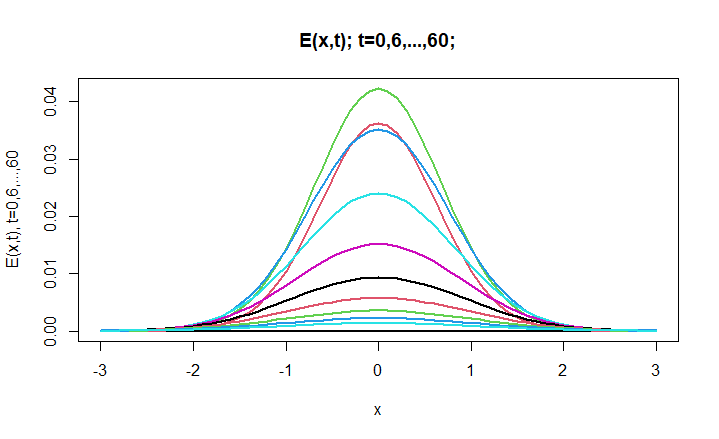 E(x,t); t=0,6,...,60;
E(x,t), t=0,6,...,60
0.04
0.03
0.02
0.01
0.00
-3 -2 -1 0 1 2 3
x